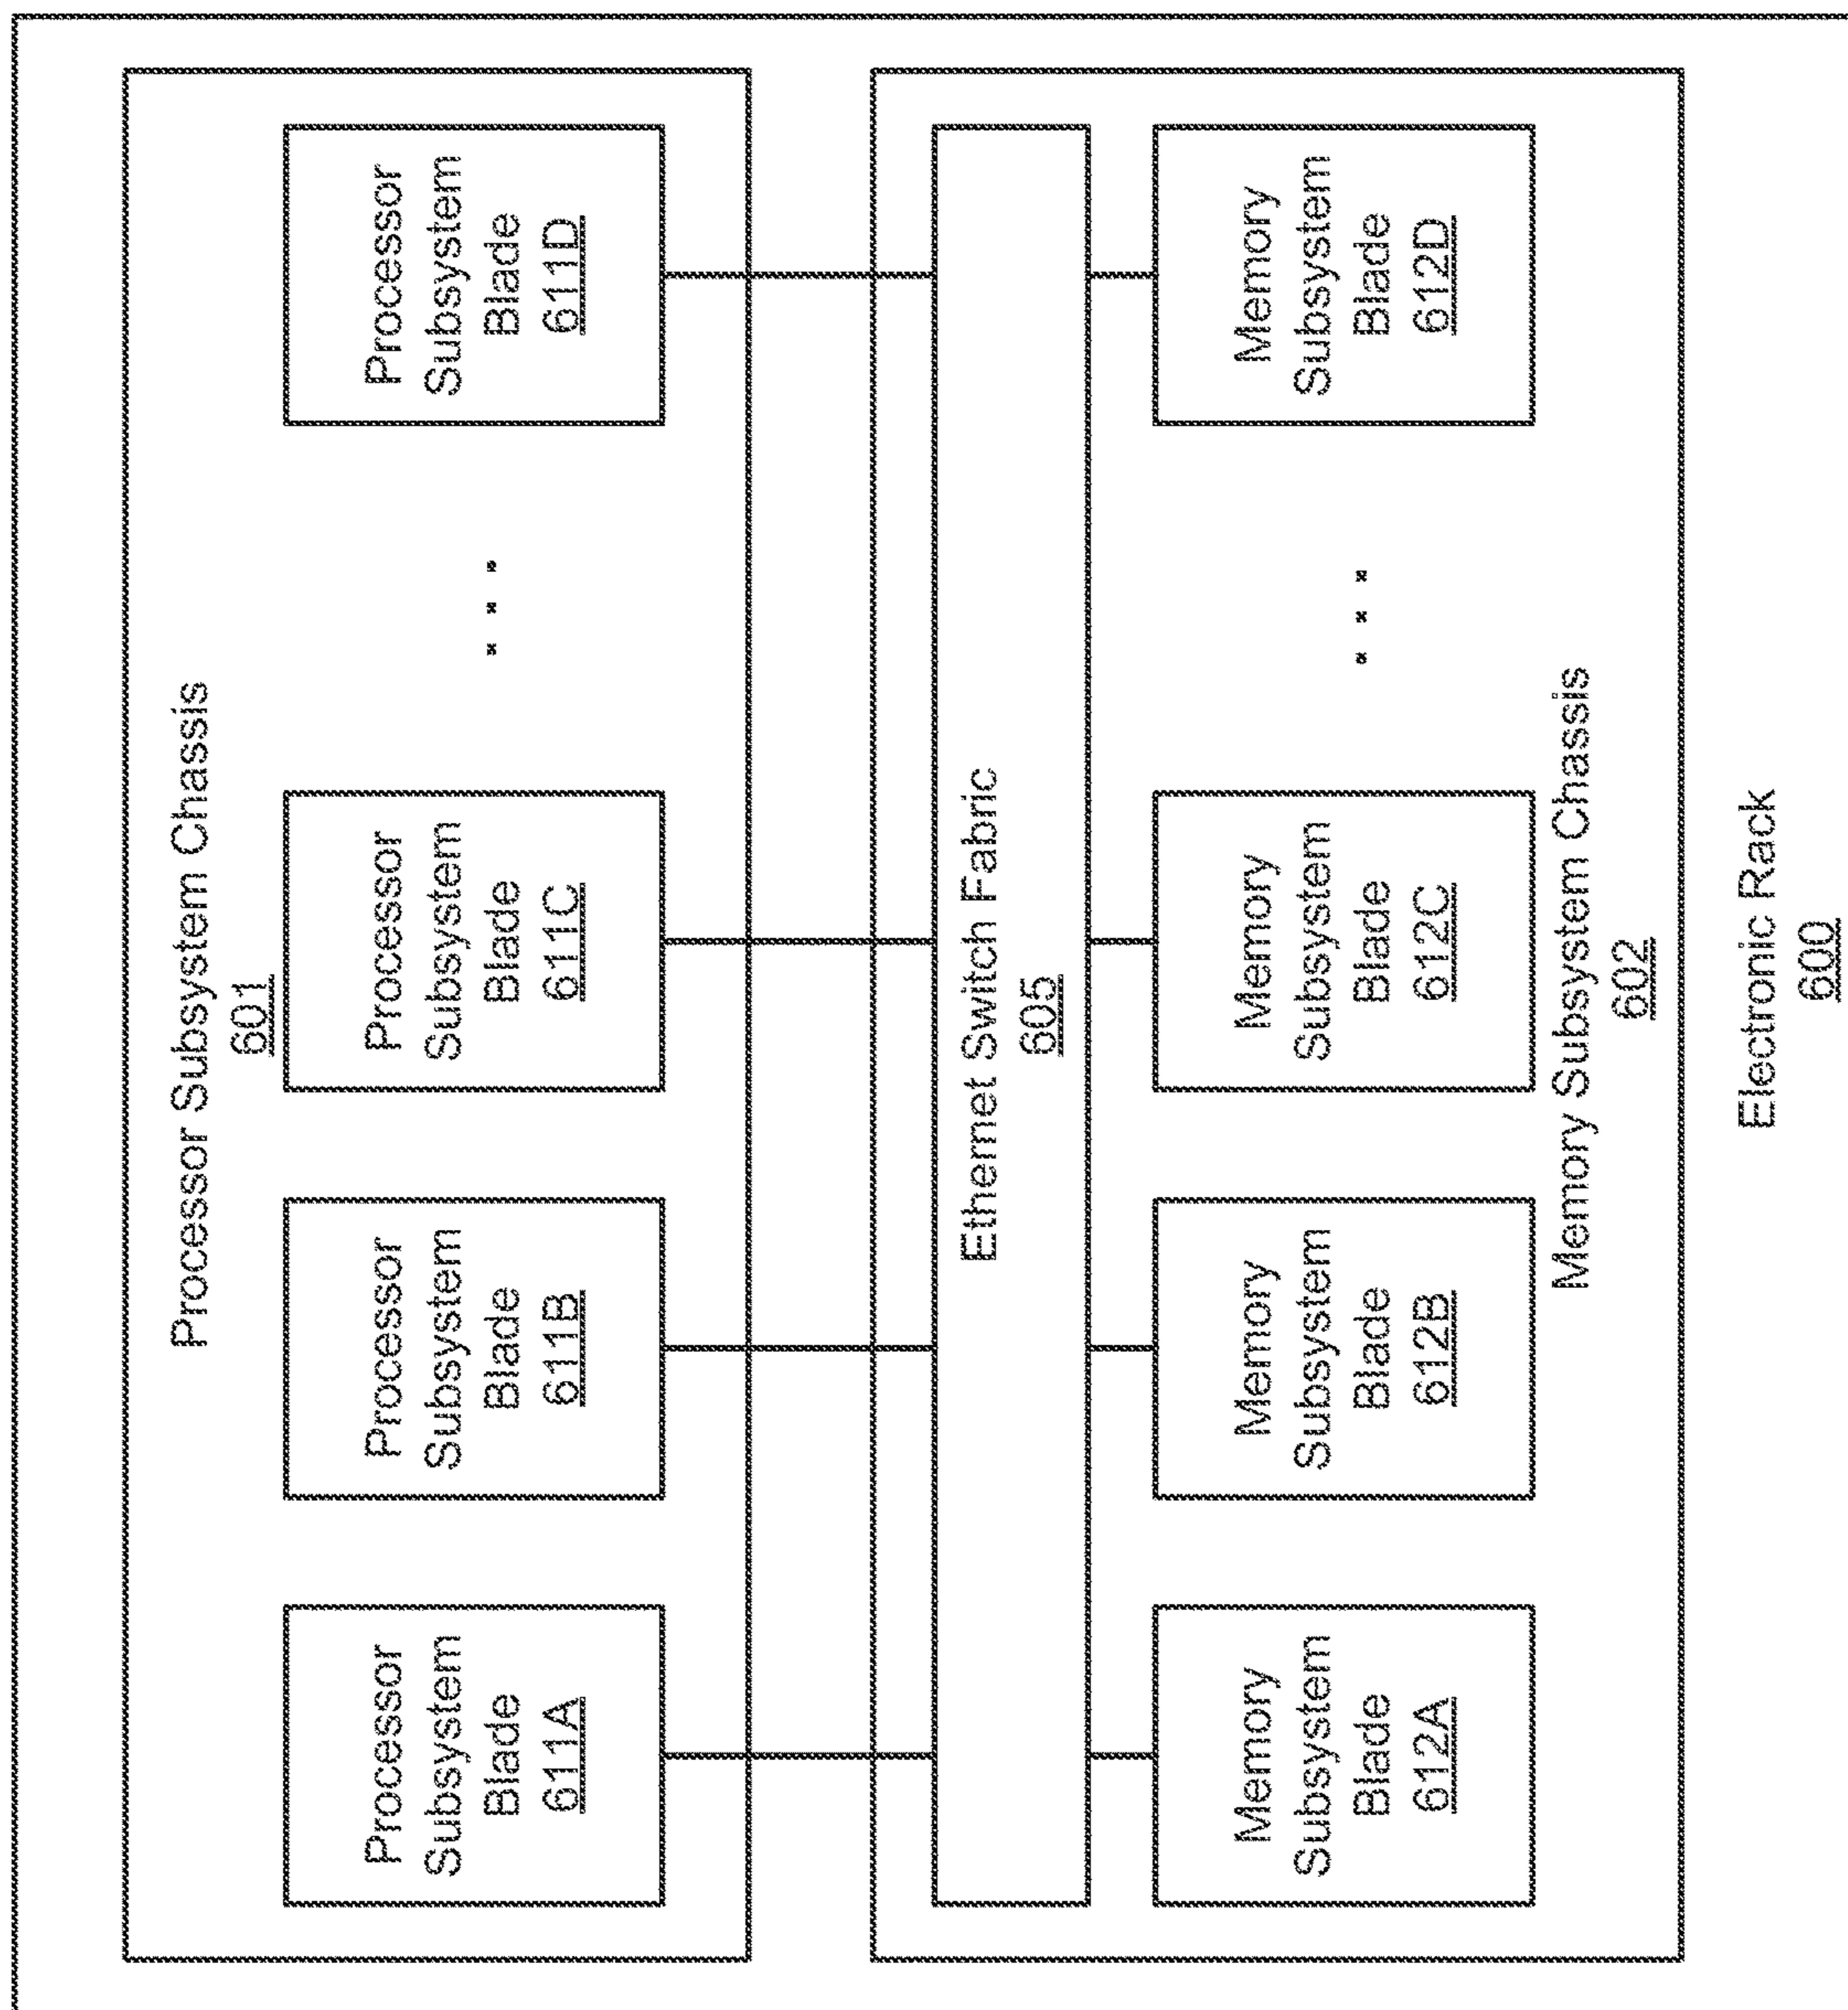 Processor Subsystem Chassis
601
Processor
Subsystem
Blade
611A
Processor
Subsystem
Blade
611B
Processor
Subsystem
Blade
611C
. . .
Processor
Subsystem
Blade
611D
Ethernet Switch Fabric
605
Memory
Subsystem
Blade
612A
Memory
Subsystem
Blade
612B
Memory
Subsystem
Blade
612C
. . .
Memory
Subsystem
Blade
612D
Memory Subsystem Chassis
602
Electronic Rack
600